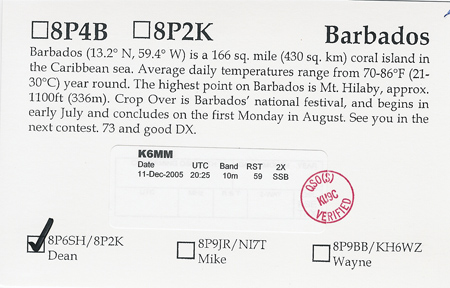 ☐8P4B ☐8P2K Barbados
Barbados (13.2° N, 59.4° W) is a 166 sq. mile (430 sq. km) coral island in
the Caribbean sea. Average daily temperatures range from 70-86°F (21-
30°C) year round. The highest point on Barbados is Mt. Hilaby, approx.
1100ft (336m). Crop Over is Barbados' national festival, and begins in
early July and concludes on the first Monday in August. See you in the
next contest. 73 and good DX.
K6MM
Date UTC Band RST 2X
11-Dec-2005 20:25 10m 59 SSB
QSO(S)
KU9C
VERIFIED
☑8P6SH/8P2K ☐8P9JR/NI7T ☐8P9BB/KH6WZ
Dean Mike Wayne